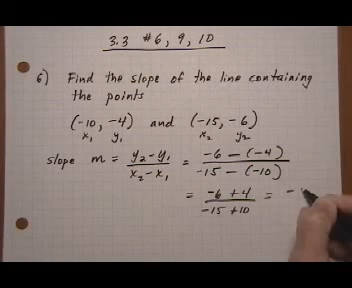 3.3 #6, 9, 10
6) Find the slope of the line containing
the points
(-10, -4) and (-15, -6)
x₁ y₁ x₂ y₂
slope m = y₂-y₁/x₂-x₁ = -6-(-4)/-15-(-10)
= -6+4/-15+10 = -